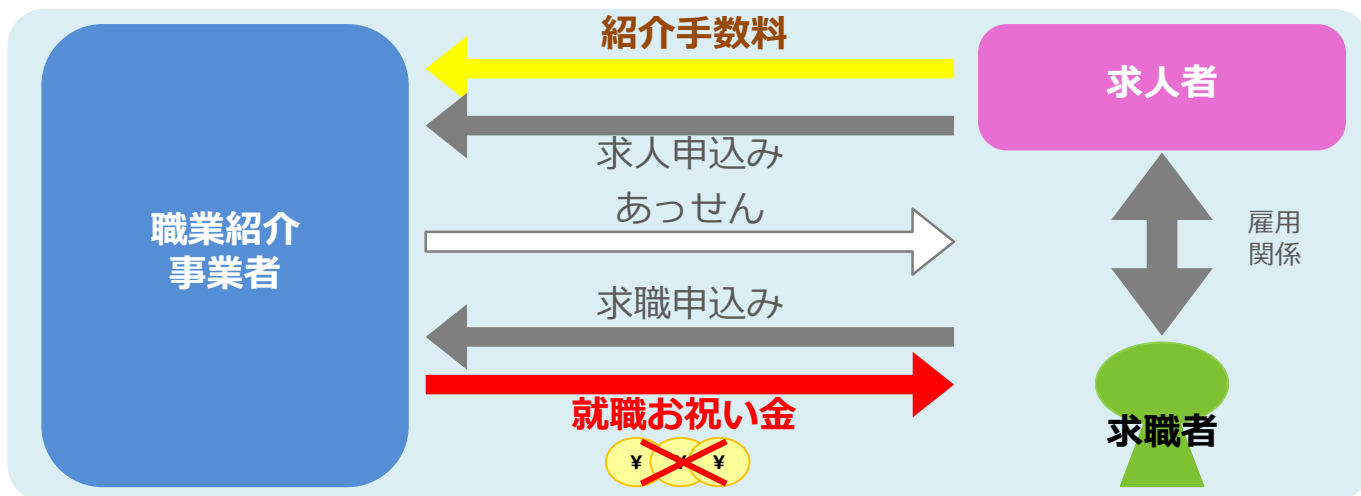 紹介手数料
求人者
求人申込み
あっせん
職業紹介
事業者
雇用
関係
求職申込み
就職お祝い金
求職者
¥ ¥ ¥